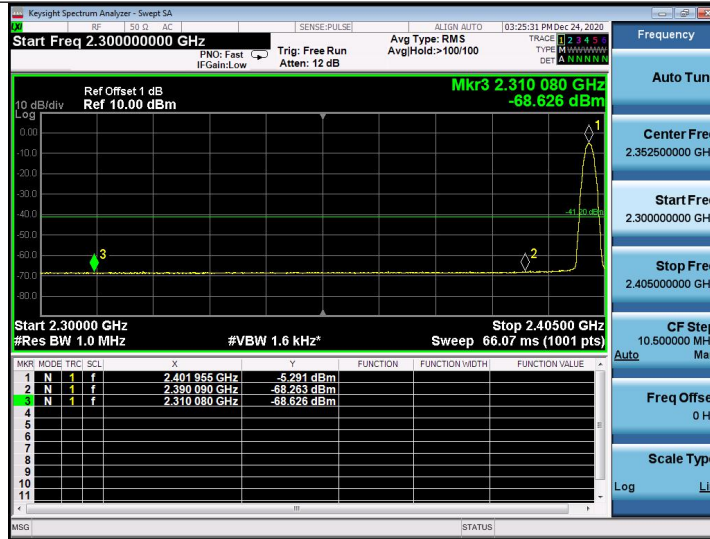 Keysight Spectrum Analyzer - Swept SA
LXI RF 50 Ω AC SENSE:PULSE ALIGN AUTO 03:25:31 PM Dec 24, 2020
Start Freq 2.300000000 GHz
PNO: Fast
IFGain:Low
Trig: Free Run
Atten: 12 dB
Avg Type: RMS
Avg|Hold:>100/100
TRACE 1 2 3 4 5 6
TYPE M WWWWW
DET A N N N N N
Frequency
Auto Tun
Center Fre
2.352500000 GH
Start Fre
2.300000000 GH
Stop Fre
2.405000000 GH
CF Step
10.500000 MH
Auto Ma
Freq Offse
0 H
Scale Type
Log Li
Ref Offset 1 dB
10 dB/div Ref 10.00 dBm
Log
Mkr3 2.310 080 GHz
-68.626 dBm
0.00
-10.0
-20.0
-30.0
-40.0
-50.0
-60.0
-70.0
-80.0
1
-41.20 dBm
2
3
Start 2.30000 GHz Stop 2.40500 GHz
#Res BW 1.0 MHz #VBW 1.6 kHz* Sweep 66.07 ms (1001 pts)
MKR MODE TRC SCL X Y FUNCTION FUNCTION WIDTH FUNCTION VALUE
1 N 1 f 2.401 955 GHz -5.291 dBm
2 N 1 f 2.390 090 GHz -68.263 dBm
3 N 1 f 2.310 080 GHz -68.626 dBm
4
5
6
7
8
9
10
11
MSG STATUS